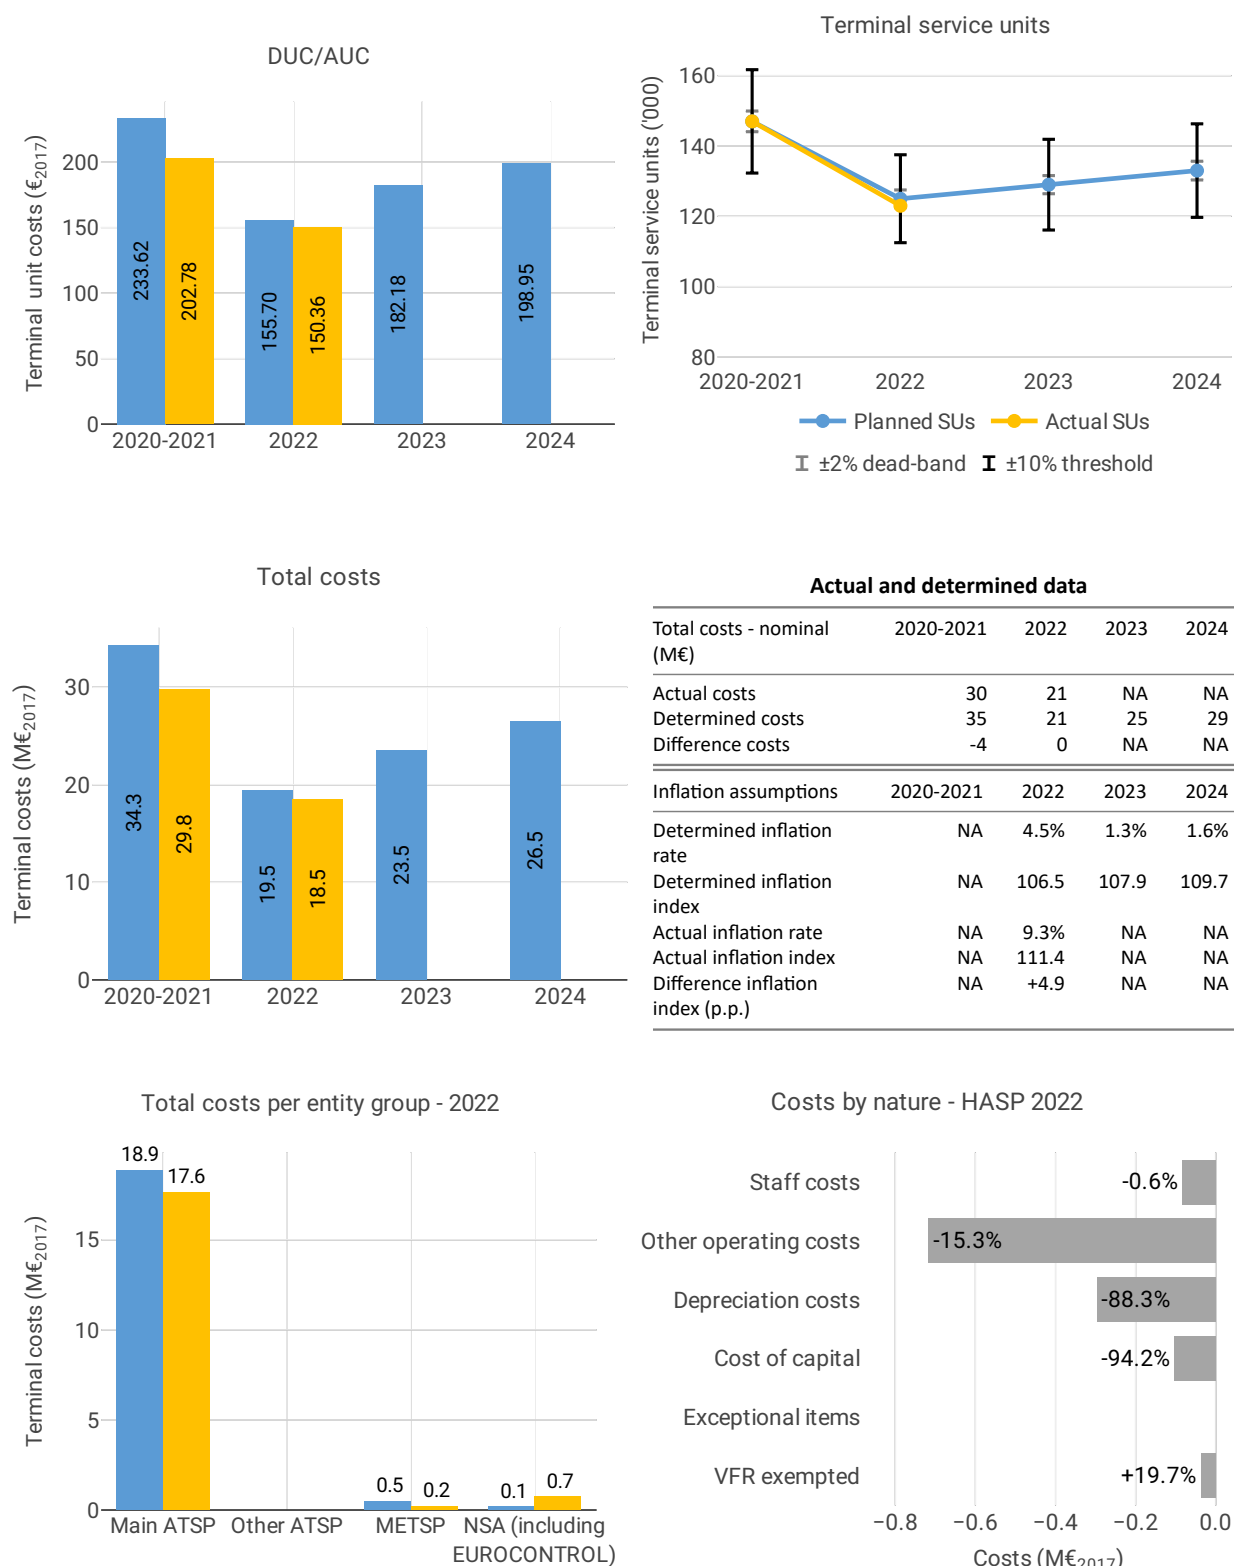 DUC/AUC
Terminal unit costs (€2017)
200
150
100
50
0
233.62
202.78
155.70
150.36
182.18
198.95
2020-2021
2022
2023
2024
Terminal service units
Terminal service units ('000)
160
140
120
100
80
2020-2021
2022
2023
2024
Planned SUs
Actual SUs
±2% dead-band
±10% threshold
Total costs
Terminal costs (M€2017)
30
20
10
0
34.3
29.8
19.5
18.5
23.5
26.5
2020-2021
2022
2023
2024
Actual and determined data
Total costs - nominal 2020-2021 2022 2023 2024
(M€)
Actual costs 30 21 NA NA
Determined costs 35 21 25 29
Difference costs -4 0 NA NA
Inflation assumptions 2020-2021 2022 2023 2024
Determined inflation NA 4.5% 1.3% 1.6%
rate
Determined inflation NA 106.5 107.9 109.7
index
Actual inflation rate NA 9.3% NA NA
Actual inflation index NA 111.4 NA NA
Difference inflation NA +4.9 NA NA
index (p.p.)
Total costs per entity group - 2022
Terminal costs (M€2017)
15
10
5
0
18.9
17.6
0.5
0.2
0.1
0.7
Main ATSP
Other ATSP
METSP
NSA (including
EUROCONTROL)
Costs by nature - HASP 2022
Staff costs
-0.6%
Other operating costs
-15.3%
Depreciation costs
-88.3%
Cost of capital
-94.2%
Exceptional items
VFR exempted
+19.7%
−0.8
−0.6
−0.4
−0.2
0.0
Costs (M€2017)